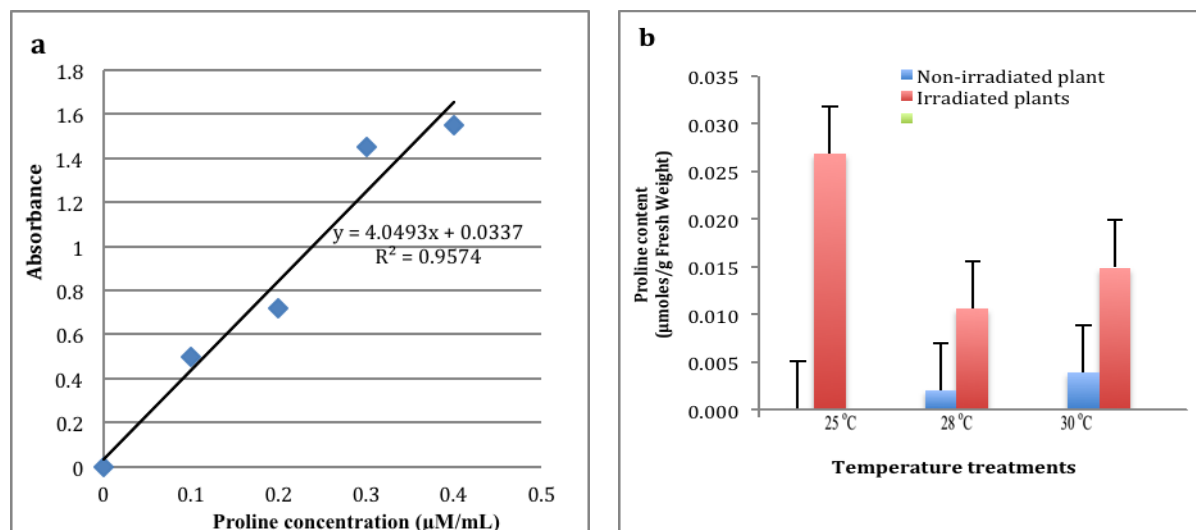 a
Absorbance
1.8
1.6
1.4
1.2
1
0.8
0.6
0.4
0.2
0
y = 4.0493x + 0.0337
R² = 0.9574
0 0.1 0.2 0.3 0.4 0.5
Proline concentration (µM/mL)
b
Proline content
(µmoles/g Fresh Weight)
0.035
0.030
0.025
0.020
0.015
0.010
0.005
0.000
Non-irradiated plant
Irradiated plants
25 °C 28 °C 30 °C
Temperature treatments